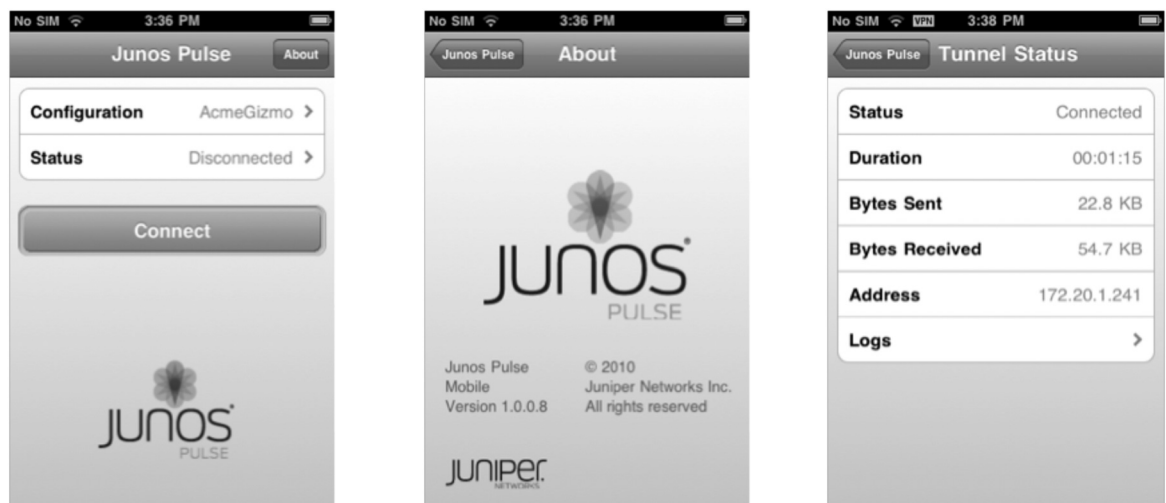 No SIM 3:36 PM
Junos Pulse About
Configuration AcmeGizmo
Status Disconnected
Connect
JUNOS
PULSE
No SIM 3:36 PM
Junos Pulse About
JUNOS
PULSE
Junos Pulse
Mobile
Version 1.0.0.8
© 2010
Juniper Networks Inc.
All rights reserved
JUNIPER
NETWORKS
No SIM VPN 3:38 PM
Junos Pulse Tunnel Status
Status Connected
Duration 00:01:15
Bytes Sent 22.8 KB
Bytes Received 54.7 KB
Address 172.20.1.241
Logs